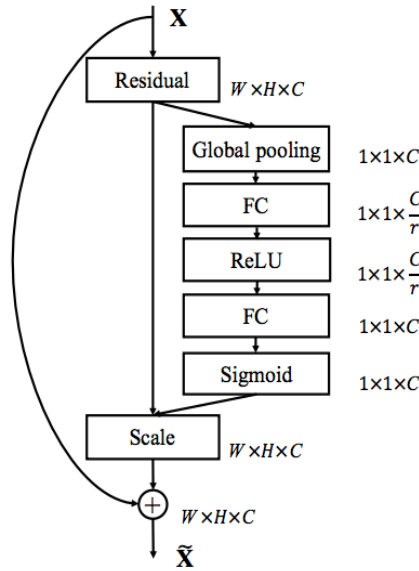 X
Residual
W×H×C
Global pooling
1×1×C
FC
1×1×C/r
ReLU
1×1×C/r
FC
1×1×C
Sigmoid
1×1×C
Scale
W×H×C
+
W×H×C
X̃